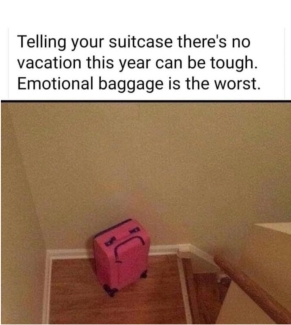 Telling your suitcase there's no
vacation this year can be tough.
Emotional baggage is the worst.